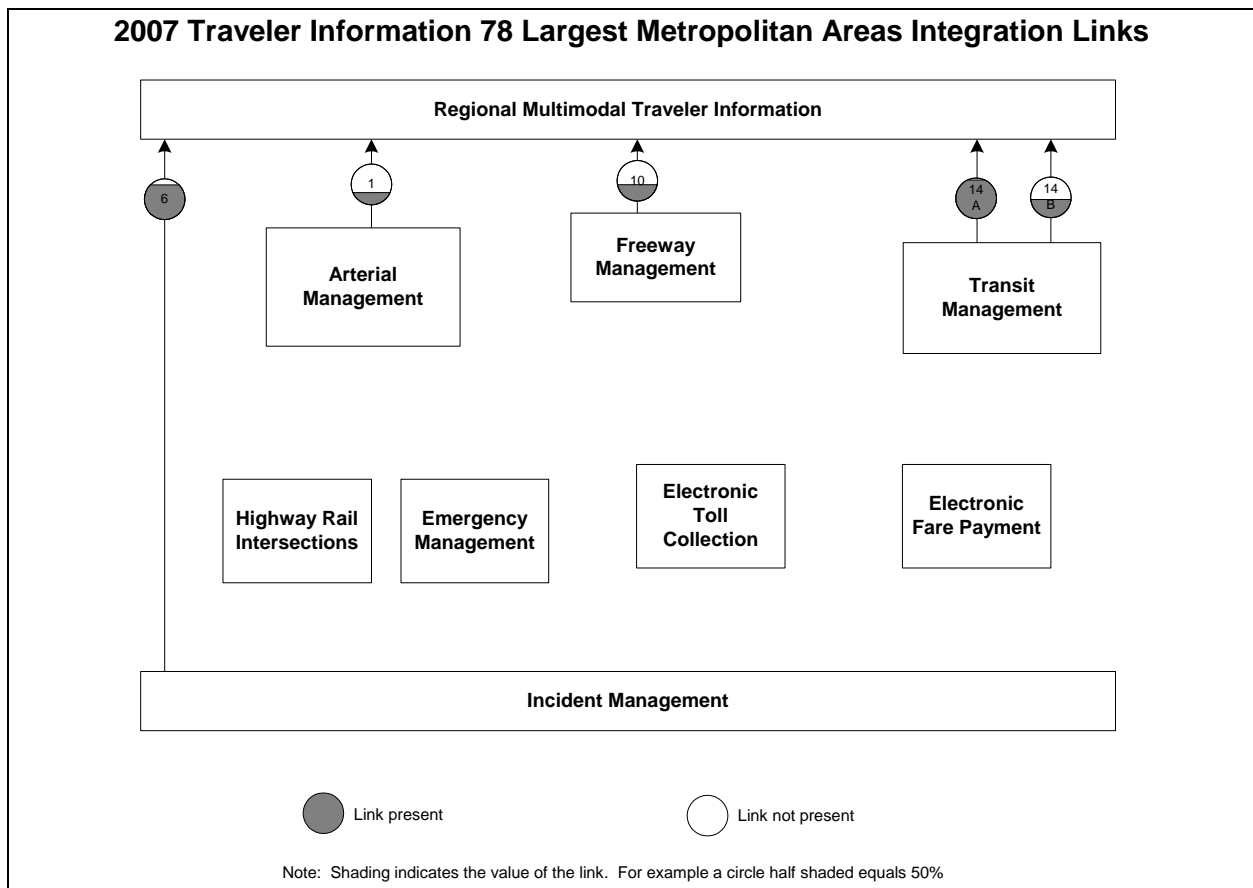 2007 Traveler Information 78 Largest Metropolitan Areas Integration Links
Regional Multimodal Traveler Information
6
1
10
14
A
14
B
Arterial
Management
Freeway
Management
Transit
Management
Highway Rail
Intersections
Emergency
Management
Electronic
Toll
Collection
Electronic
Fare Payment
Incident Management
Link present
Link not present
Note: Shading indicates the value of the link. For example a circle half shaded equals 50%